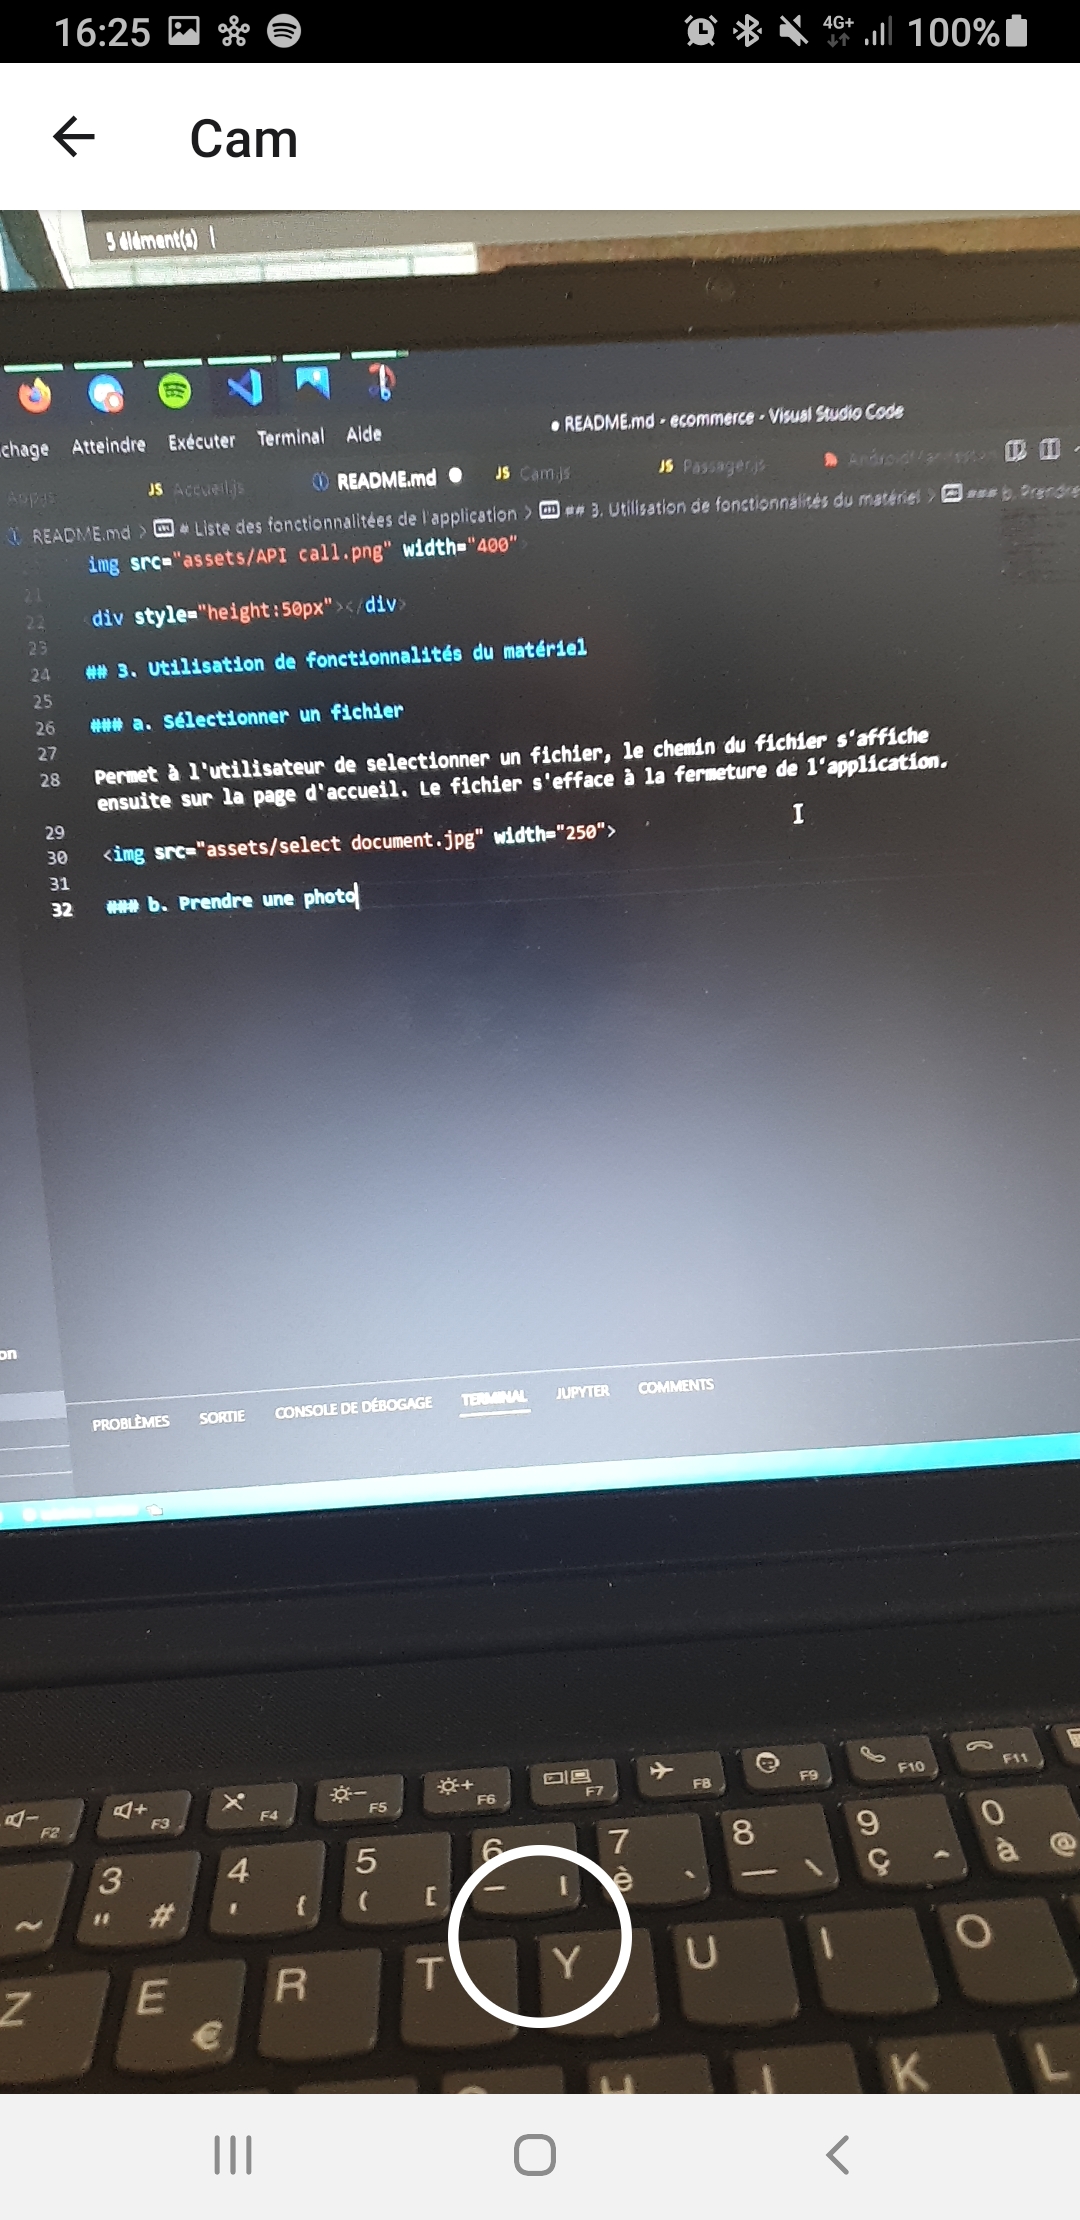 16:25 4G+ 100%
Cam
5 élément(s)
chage Atteindre Exécuter Terminal Aide
● README.md - ecommerce - Visual Studio Code
App.js JS Accueil.js README.md ● JS Cam.js JS Passager.js
README.md > # Liste des fonctionnalitées de l'application > ## 3. Utilisation de fonctionnalités du matériel > ### b. Prendre
img src="assets/API call.png" width="400"
21
22 div style="height:50px"></div>
23
24 ## 3. Utilisation de fonctionnalités du matériel
25
26 ### a. Sélectionner un fichier
27
28 Permet à l'utilisateur de selectionner un fichier, le chemin du fichier s'affiche
ensuite sur la page d'accueil. Le fichier s'efface à la fermeture de l'application.
29
30 <img src="assets/select document.jpg" width="250">
31
32 ### b. Prendre une photo
on
PROBLÈMES SORTIE CONSOLE DE DÉBOGAGE TERMINAL JUPYTER COMMENTS
F2 F3 F4 F5 F6 F7 F8 F9 F10 F11
~ 3 " # 4 ' { 5 ( [ 6 - | 7 è ` 8 _ \ 9 ç ^ 0 à @
Z E € R T Y U I O
H J K L